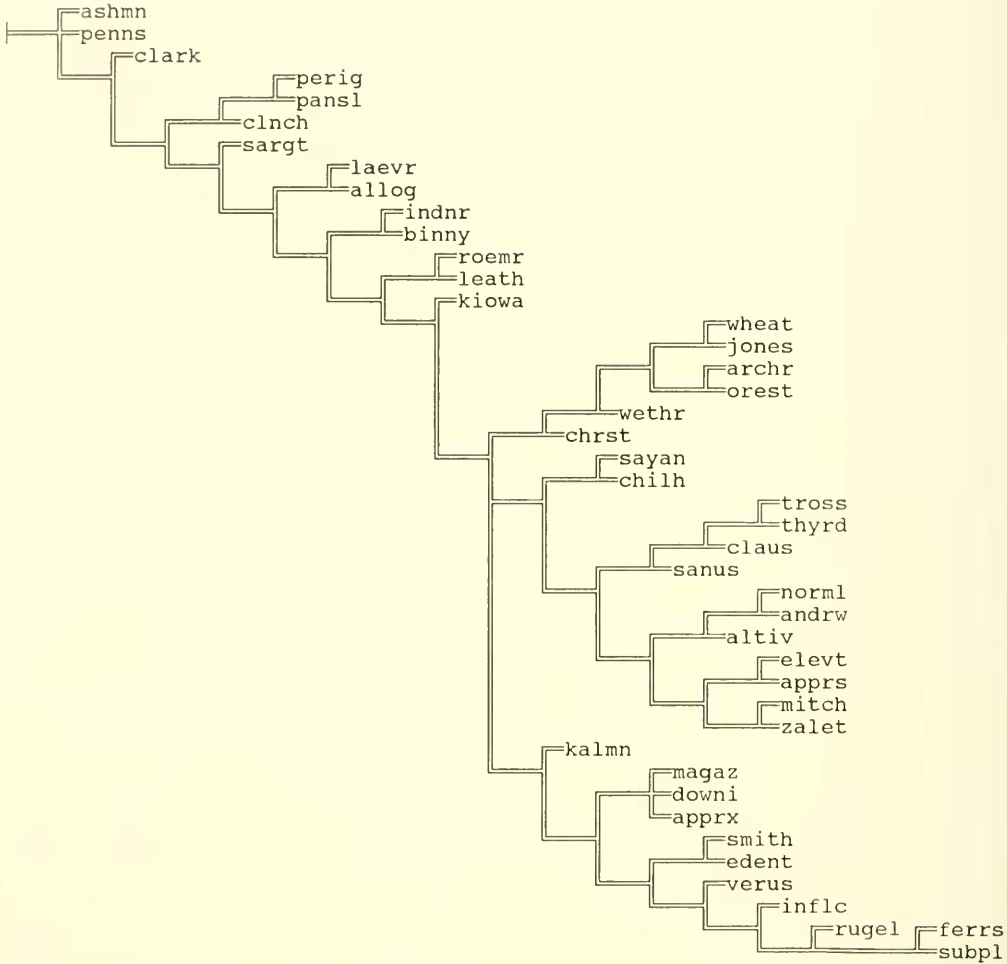 ashmn
penns
clark
perig
pansl
clnch
sargt
laevr
allog
indnr
binny
roemr
leath
kiowa
wheat
jones
archr
orest
wethr
chrst
sayan
chilh
tross
thyrd
claus
sanus
norml
andrw
altiv
elevt
apprs
mitch
zalet
kalmn
magaz
downi
apprx
smith
edent
verus
inflc
rugel ferrs
subpl